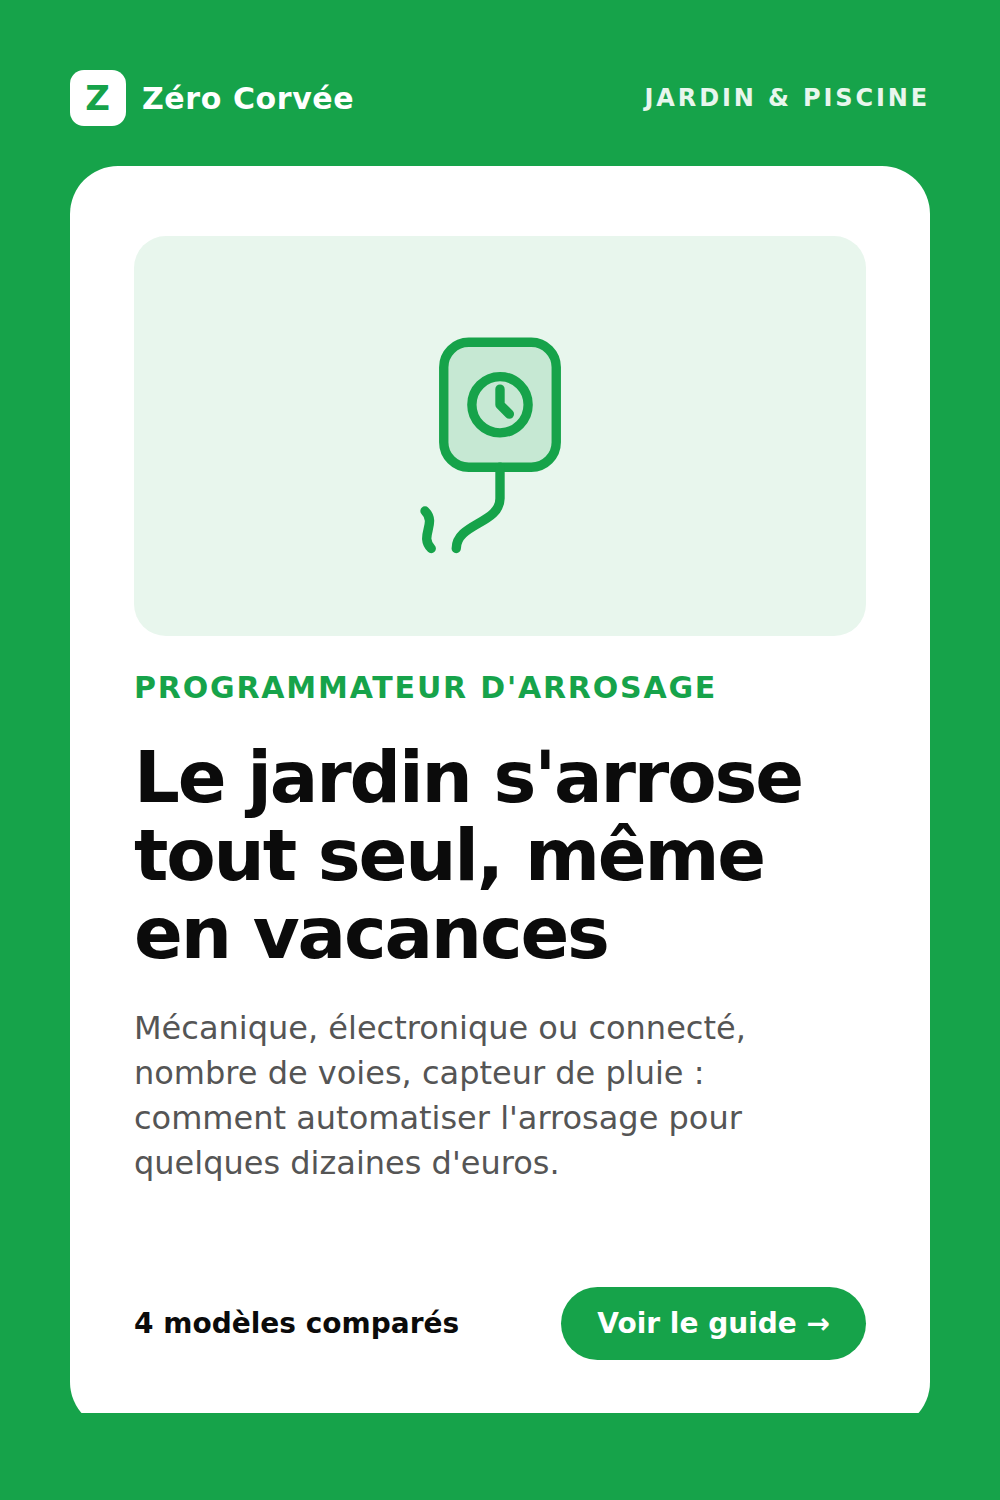 Z Zéro Corvée
JARDIN & PISCINE
PROGRAMMATEUR D'ARROSAGE
Le jardin s'arrose
tout seul, même
en vacances
Mécanique, électronique ou connecté,
nombre de voies, capteur de pluie :
comment automatiser l'arrosage pour
quelques dizaines d'euros.
4 modèles comparés
Voir le guide →